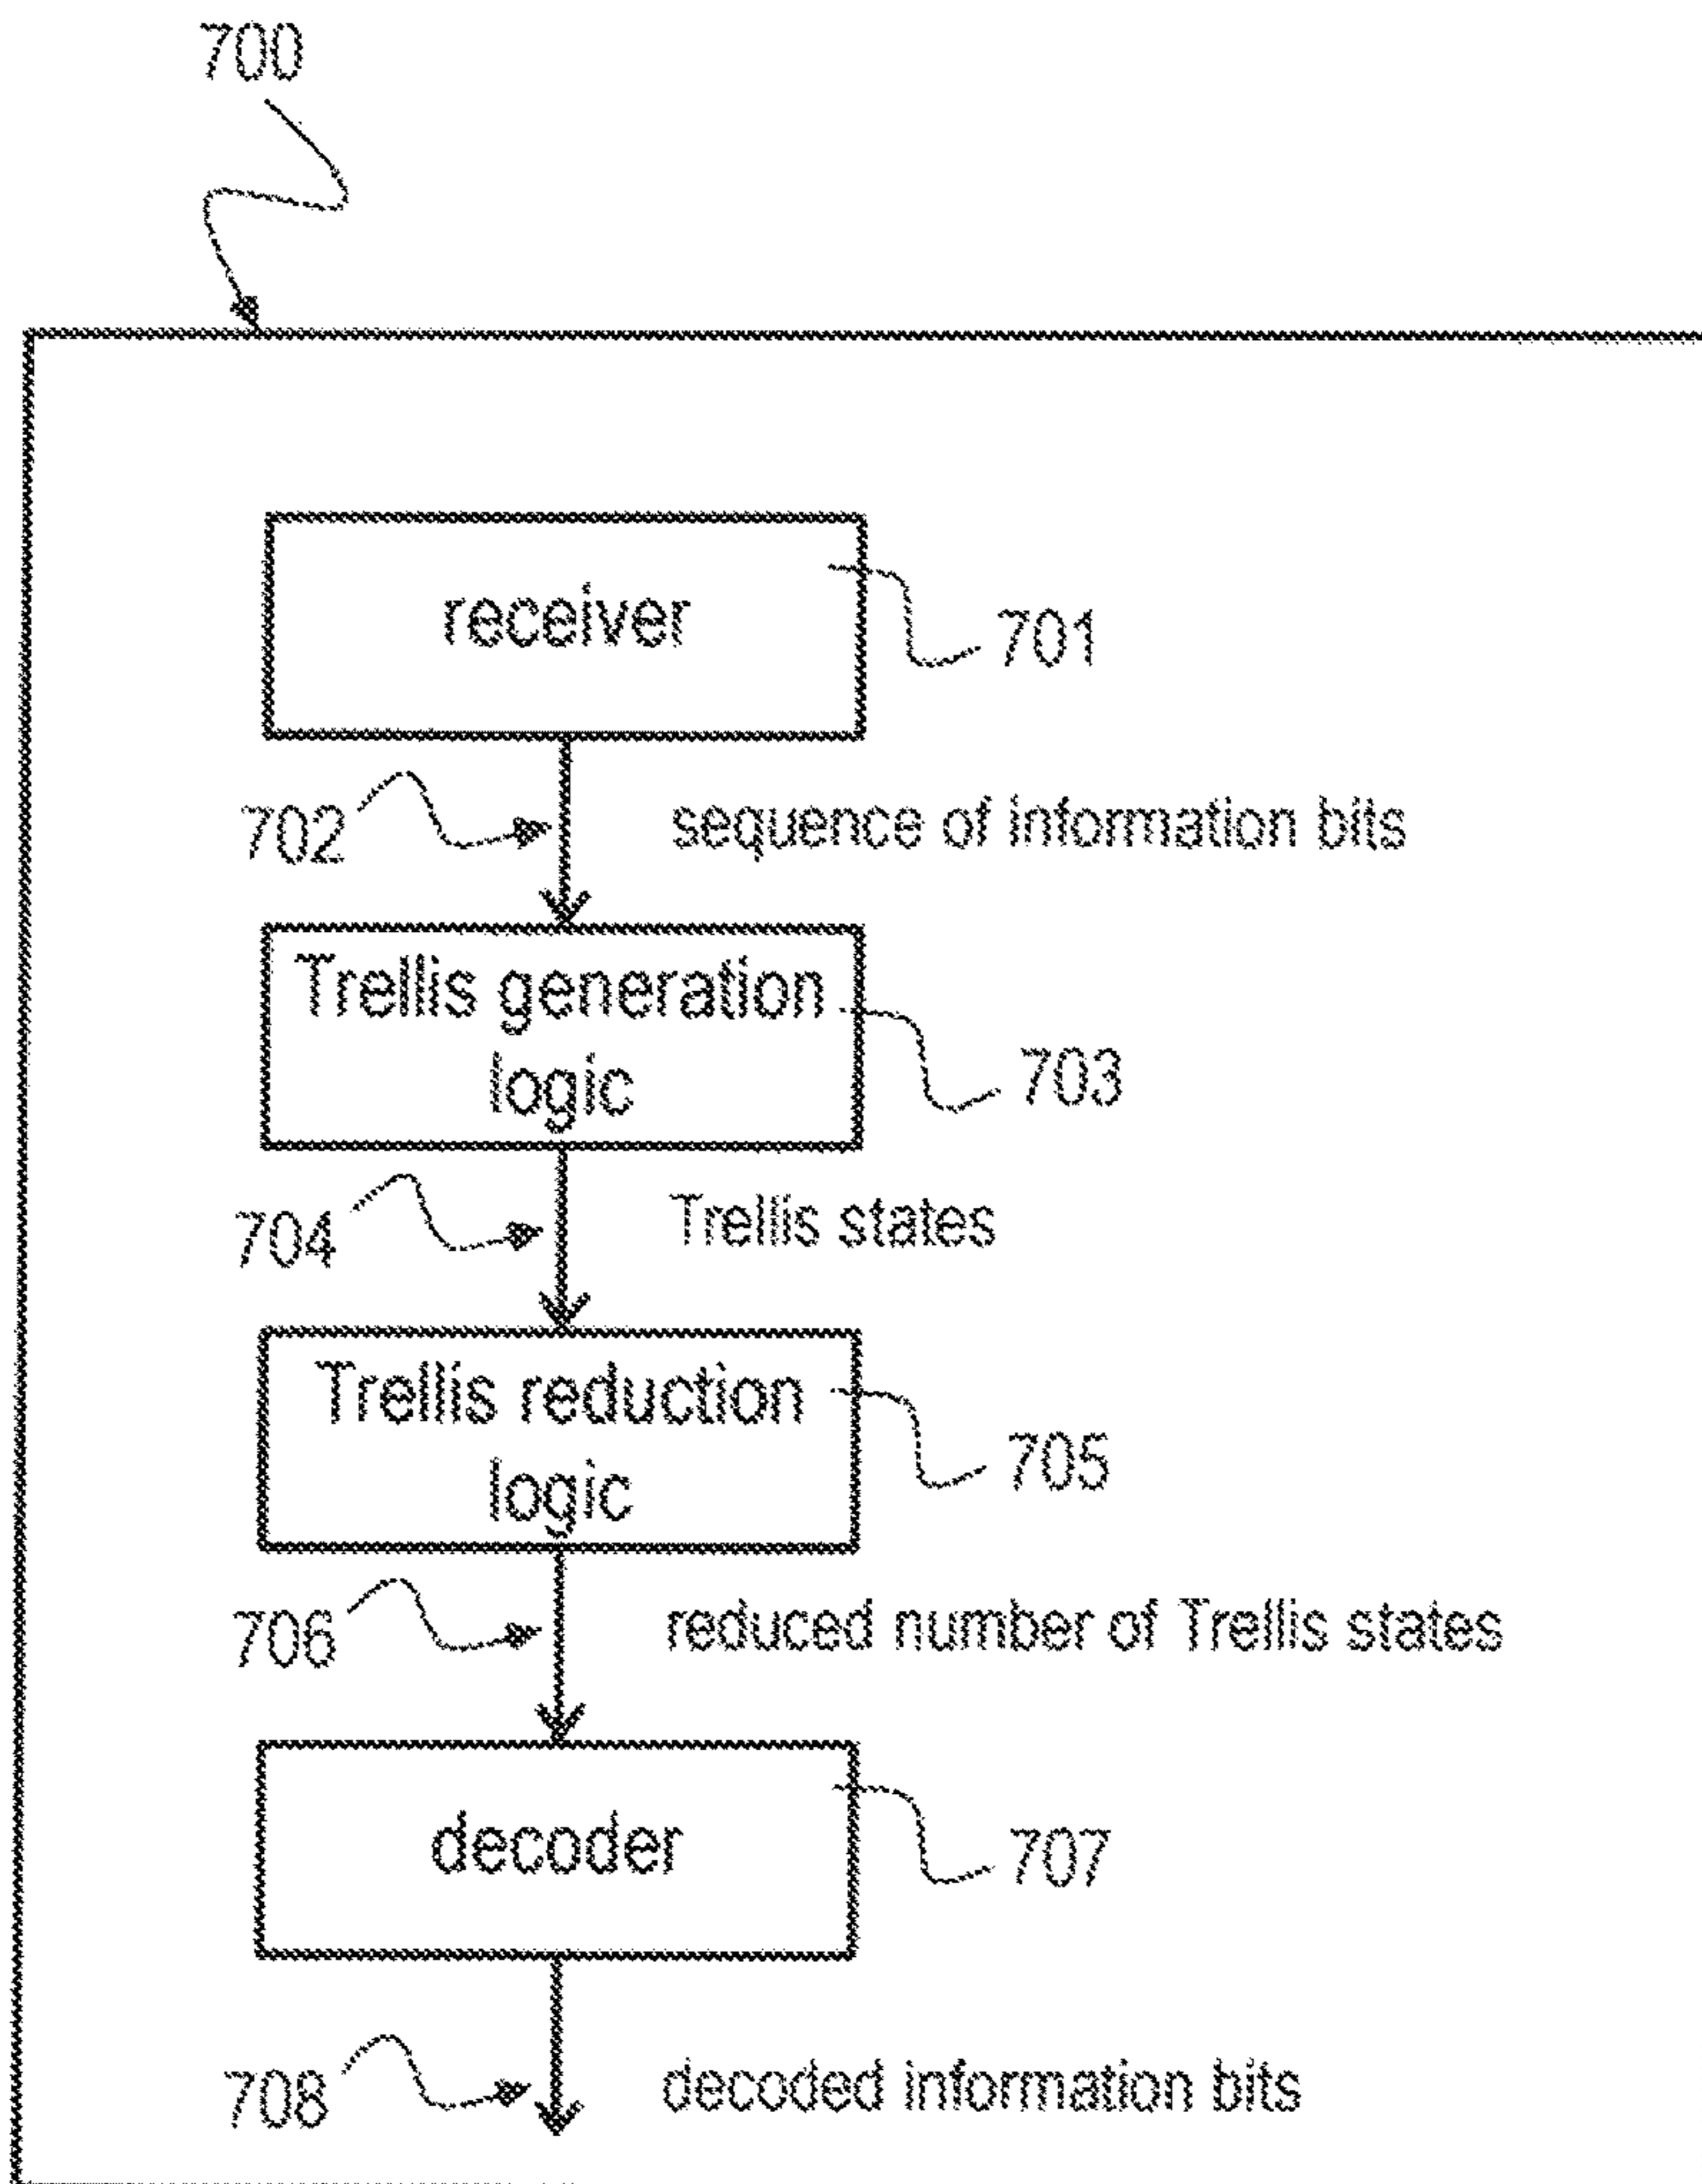 700
receiver
701
702
sequence of information bits
Trellis generation
logic
703
704
Trellis states
Trellis reduction
logic
705
706
reduced number of Trellis states
decoder
707
708
decoded information bits